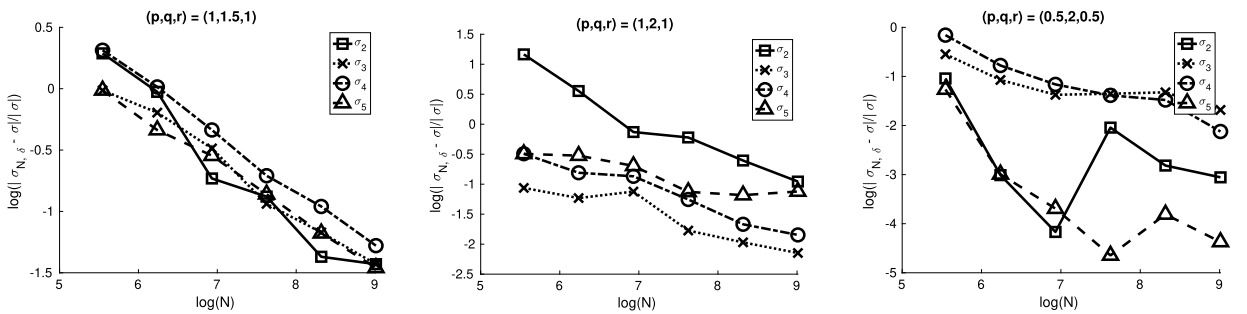 (p,q,r) = (1,1.5,1)
0.5
0
-0.5
-1
-1.5
5
6
7
8
9
log(N)
log(| σN, δ - σ|/| σ|)
σ2
σ3
σ4
σ5
(p,q,r) = (1,2,1)
1.5
1
0.5
0
-0.5
-1
-1.5
-2
-2.5
5
6
7
8
9
log(N)
log(| σN, δ - σ|/| σ|)
σ2
σ3
σ4
σ5
(p,q,r) = (0.5,2,0.5)
0
-1
-2
-3
-4
-5
5
6
7
8
9
log(N)
log(| σN, δ - σ|/| σ|)
σ2
σ3
σ4
σ5